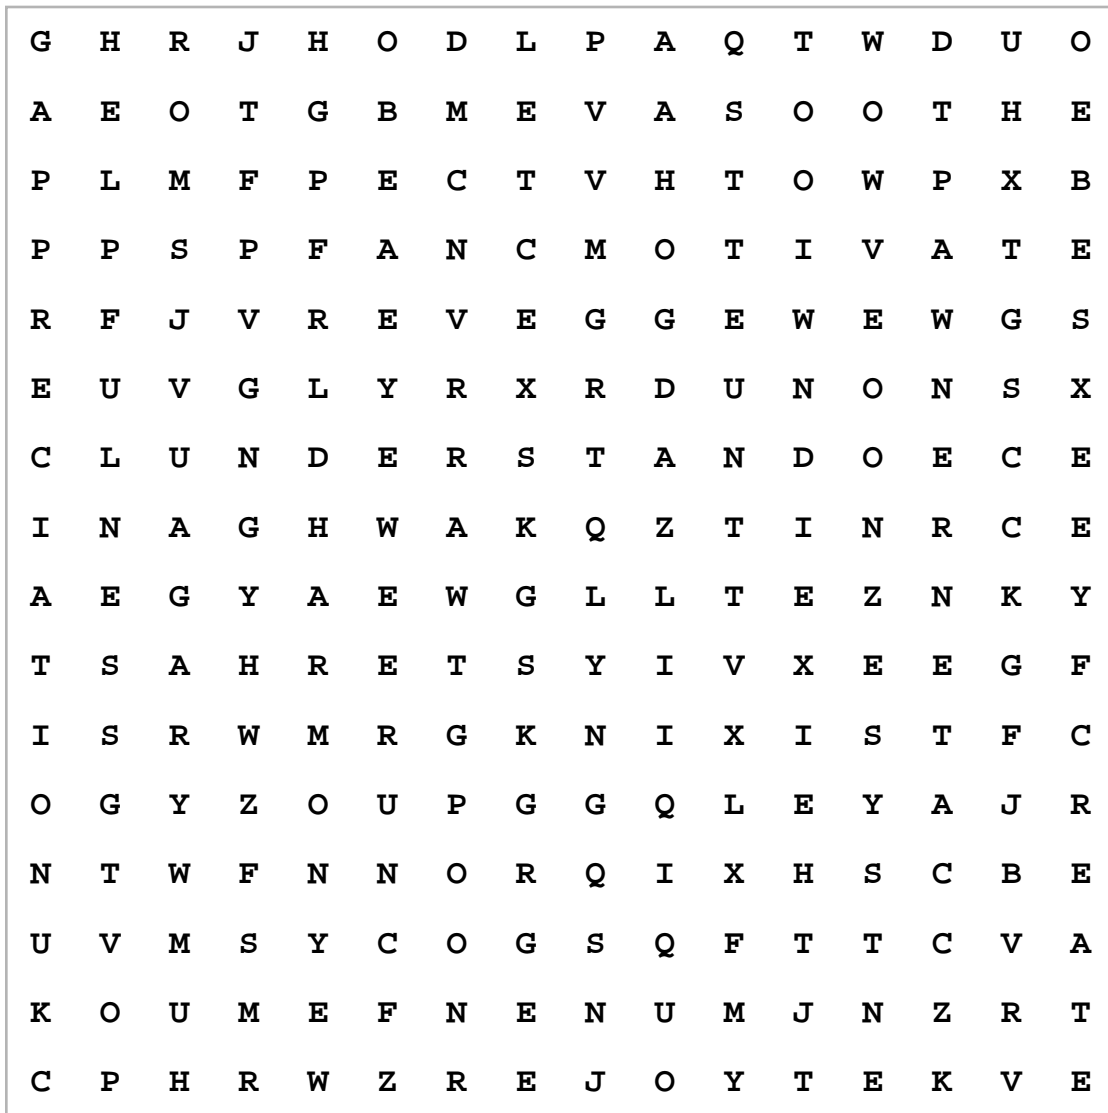 G H R J H O D L P A Q T W D U O
A E O T G B M E V A S O O T H E
P L M F P E C T V H T O W P X B
P P S P F A N C M O T I V A T E
R F J V R E V E G G E W E W G S
E U V G L Y R X R D U N O N S X
C L U N D E R S T A N D O E C E
I N A G H W A K Q Z T I N R C E
A E G Y A E W G L L T E Z N K Y
T S A H R E T S Y I V X E E G F
I S R W M R G K N I X I S T F C
O G Y Z O U P G G Q L E Y A J R
N T W F N N O R Q I X H S C B E
U V M S Y C O G S Q F T T C V A
K O U M E F N E N U M J N Z R T
C P H R W Z R E J O Y T E K V E